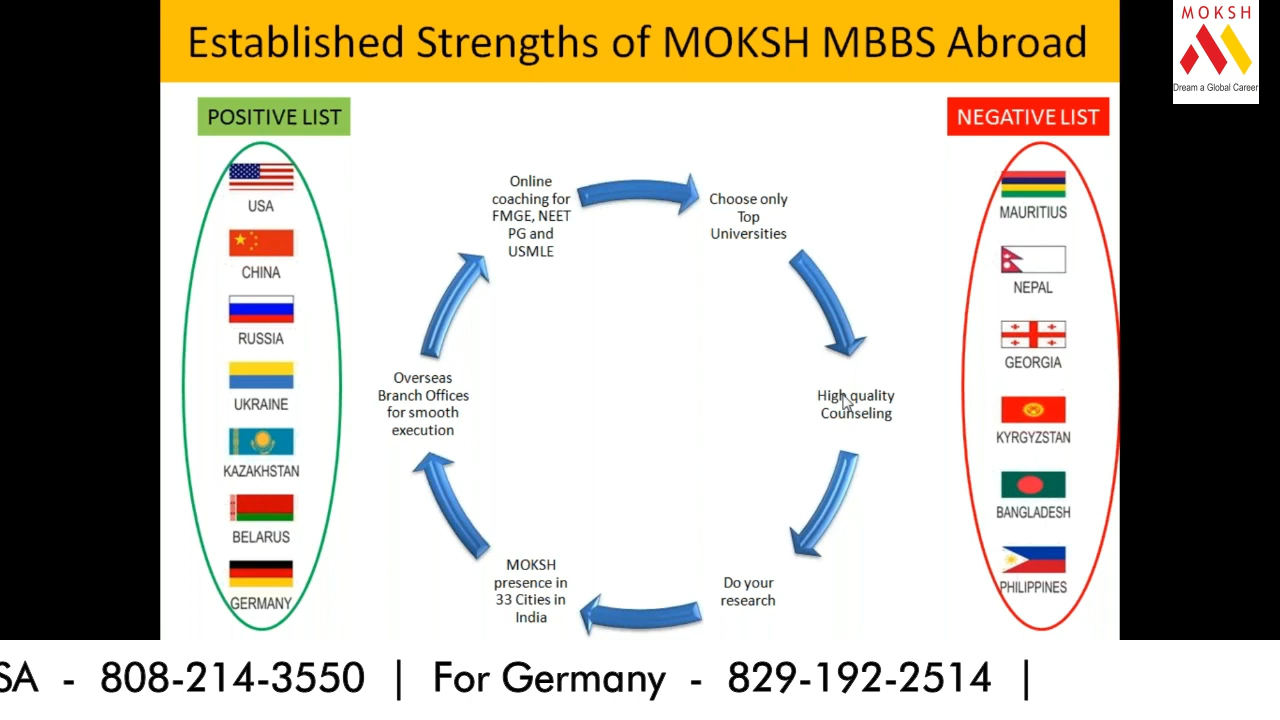 Established Strengths of MOKSH MBBS Abroad
MOKSH
Dream a Global Career
POSITIVE LIST
USA
CHINA
RUSSIA
UKRAINE
KAZAKHSTAN
BELARUS
GERMANY
Online
coaching for
FMGE, NEET
PG and
USMLE
Choose only
Top
Universities
High quality
Counseling
Do your
research
MOKSH
presence in
33 Cities in
India
Overseas
Branch Offices
for smooth
execution
NEGATIVE LIST
MAURITIUS
NEPAL
GEORGIA
KYRGYZSTAN
BANGLADESH
PHILIPPINES
SA - 808-214-3550 | For Germany - 829-192-2514 |